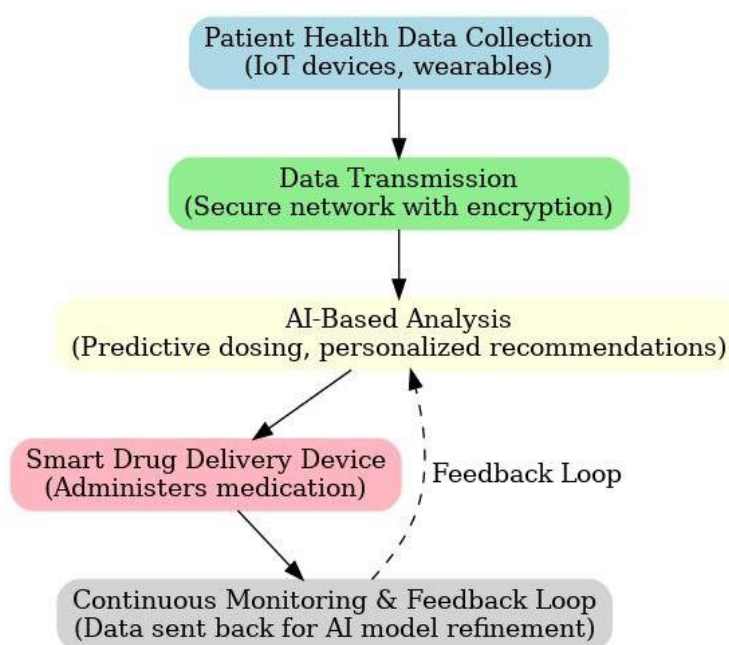 Patient Health Data Collection
(IoT devices, wearables)
Data Transmission
(Secure network with encryption)
AI-Based Analysis
(Predictive dosing, personalized recommendations)
Smart Drug Delivery Device
(Administers medication)
Feedback Loop
Continuous Monitoring & Feedback Loop
(Data sent back for AI model refinement)